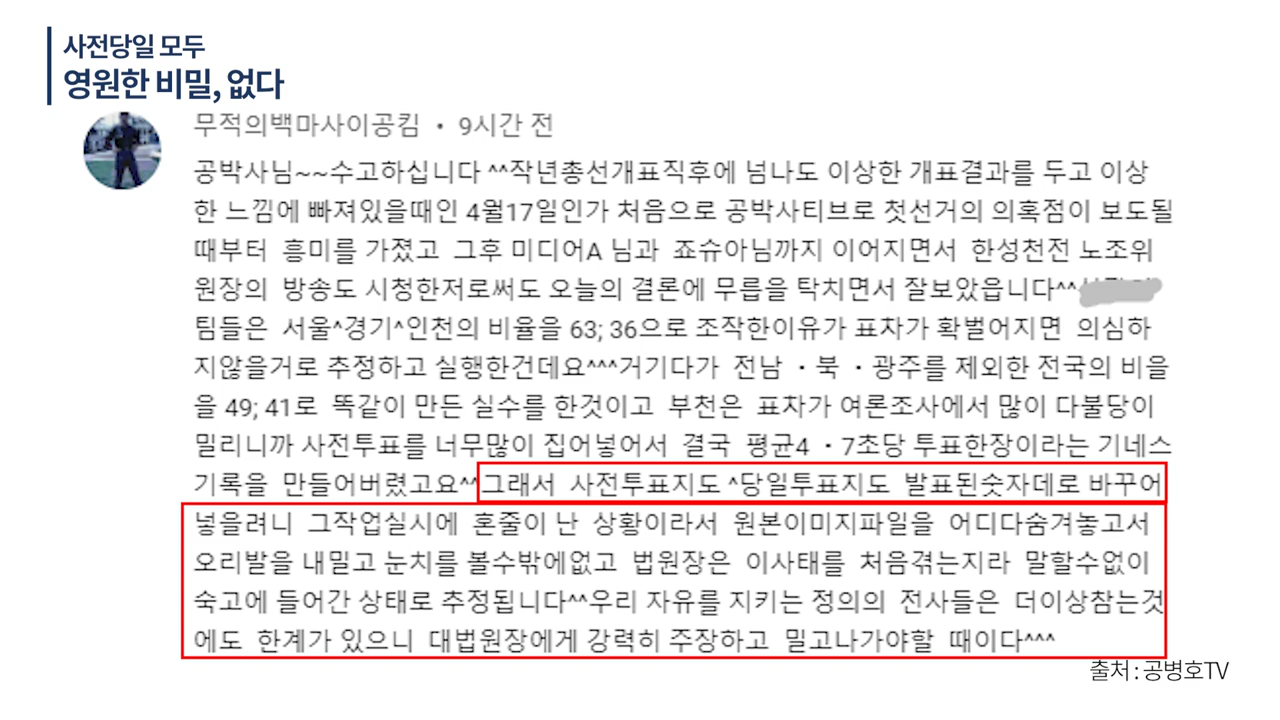 사전당일 모두
영원한 비밀, 없다
무적의백마사이공킴 · 9시간 전
공박사님~~수고하십니다 ^^작년총선개표직후에 넘나도 이상한 개표결과를 두고 이상
한 느낌에 빠져있을때인 4월17일인가 처음으로 공박사티브로 첫선거의 의혹점이 보도될
때부터 흥미를 가졌고 그후 미디어A 님과 죠슈아님까지 이어지면서 한성천전 노조위
원장의 방송도 시청한저로써도 오늘의 결론에 무릅을 탁치면서 잘보았읍니다^^
팀들은 서울^경기^인천의 비율을 63; 36으로 조작한이유가 표차가 확벌어지면 의심하
지않을거로 추정하고 실행한건데요^^^거기다가 전남 · 북 · 광주를 제외한 전국의 비율
을 49; 41로 똑같이 만든 실수를 한것이고 부천은 표차가 여론조사에서 많이 다불당이
밀리니까 사전투표를 너무많이 집어넣어서 결국 평균4 · 7초당 투표한장이라는 기네스
기록을 만들어버렸고요^^그래서 사전투표지도 ^당일투표지도 발표된숫자데로 바꾸어
넣을려니 그작업실시에 혼줄이 난 상황이라서 원본이미지파일을 어디다숨겨놓고서
오리발을 내밀고 눈치를 볼수밖에없고 법원장은 이사태를 처음겪는지라 말할수없이
숙고에 들어간 상태로 추정됩니다^^우리 자유를 지키는 정의의 전사들은 더이상참는것
에도 한계가 있으니 대법원장에게 강력히 주장하고 밀고나가야할 때이다^^^
출처 : 공병호TV